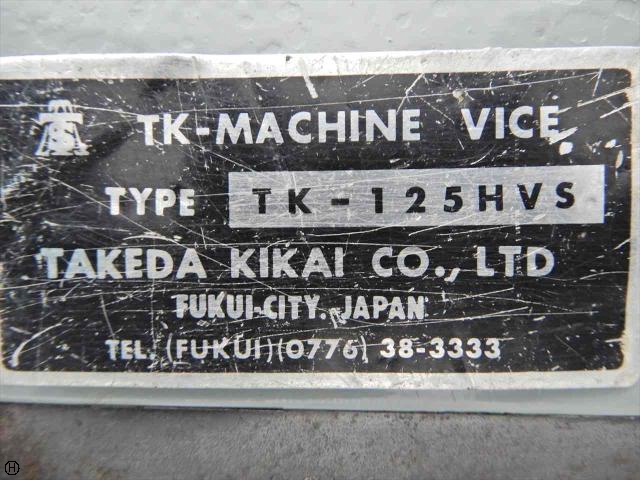 TK-MACHINE VICE
TYPE TK-125HVS
TAKEDA KIKAI CO., LTD
FUKUI-CITY. JAPAN
TEL. (FUKUI)(0776) 38-3333
H